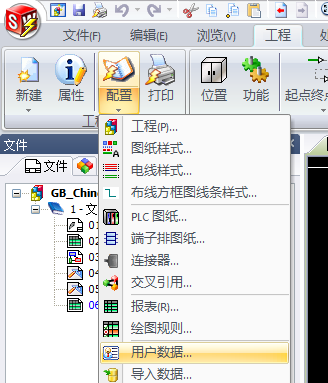 文件(F) 编辑(E) 浏览(V) 工程 处
新建 属性 配置 打印 位置 功能 起点终
工
文件
文件
GB_Chin
1 - 文
01
02
03
04
05
06
工程(P)...
图纸样式...
电线样式...
布线方框图线条样式...
PLC 图纸...
端子排图纸...
连接器...
交叉引用...
报表(R)...
绘图规则...
用户数据...
导入数据...